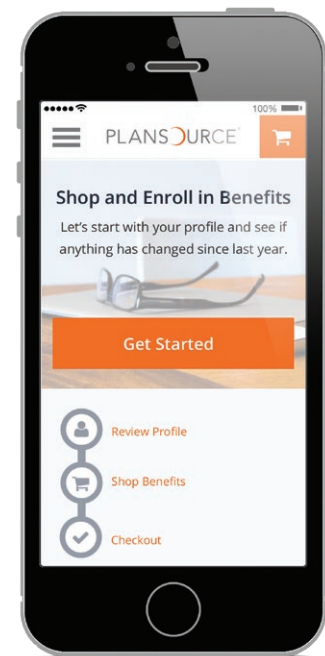 100%
PLANSOURCE
Shop and Enroll in Benefits
Let's start with your profile and see if
anything has changed since last year.
Get Started
Review Profile
Shop Benefits
Checkout